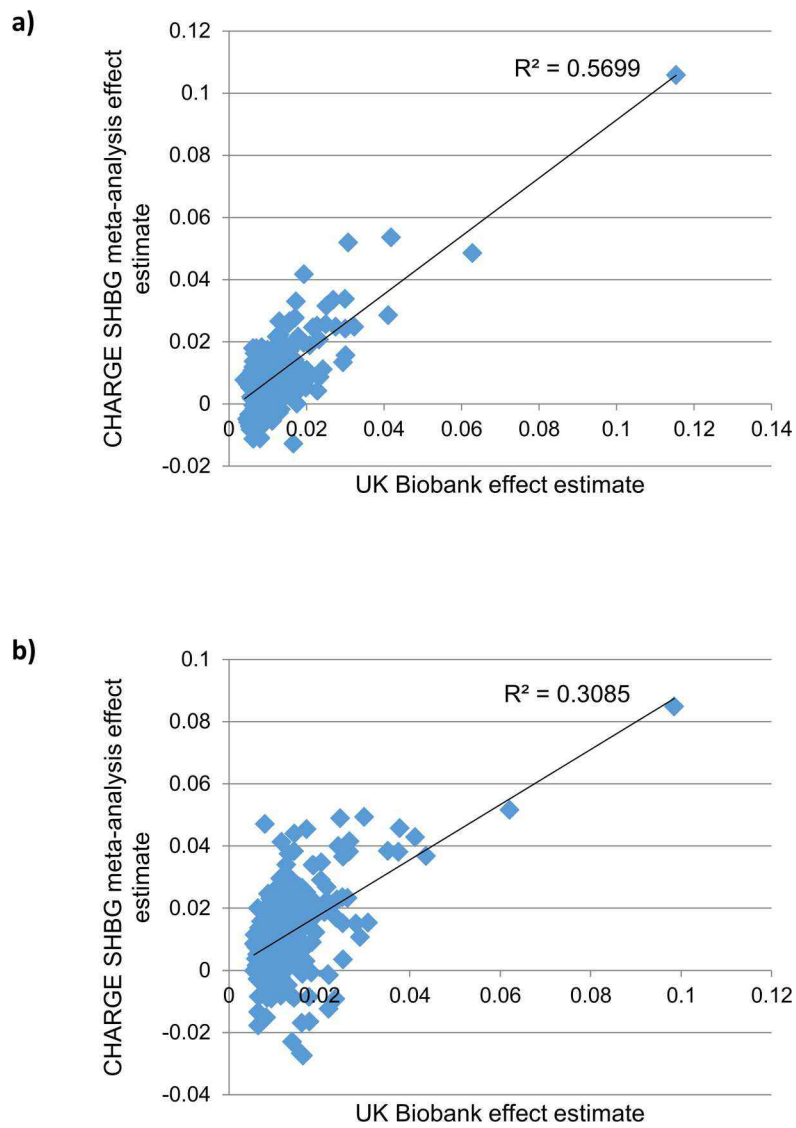 a)
CHARGE SHBG meta-analysis effect
estimate
0.12
0.1
0.08
0.06
0.04
0.02
0
-0.02
R² = 0.5699
0 0.02 0.04 0.06 0.08 0.1 0.12 0.14
UK Biobank effect estimate
b)
CHARGE SHBG meta-analysis effect
estimate
0.1
0.08
0.06
0.04
0.02
0
-0.02
-0.04
R² = 0.3085
0 0.02 0.04 0.06 0.08 0.1 0.12
UK Biobank effect estimate